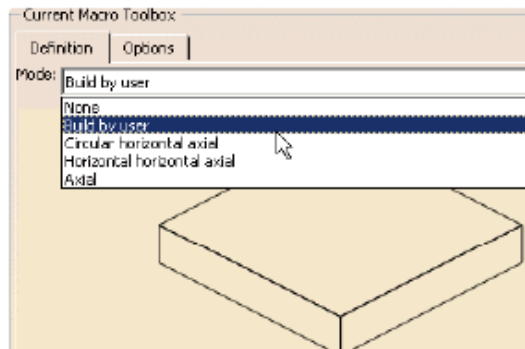 Current Macro Toolbox
Definition Options
Mode: Build by user
None
Build by user
Circular horizontal axial
Horizontal horizontal axial
Axial